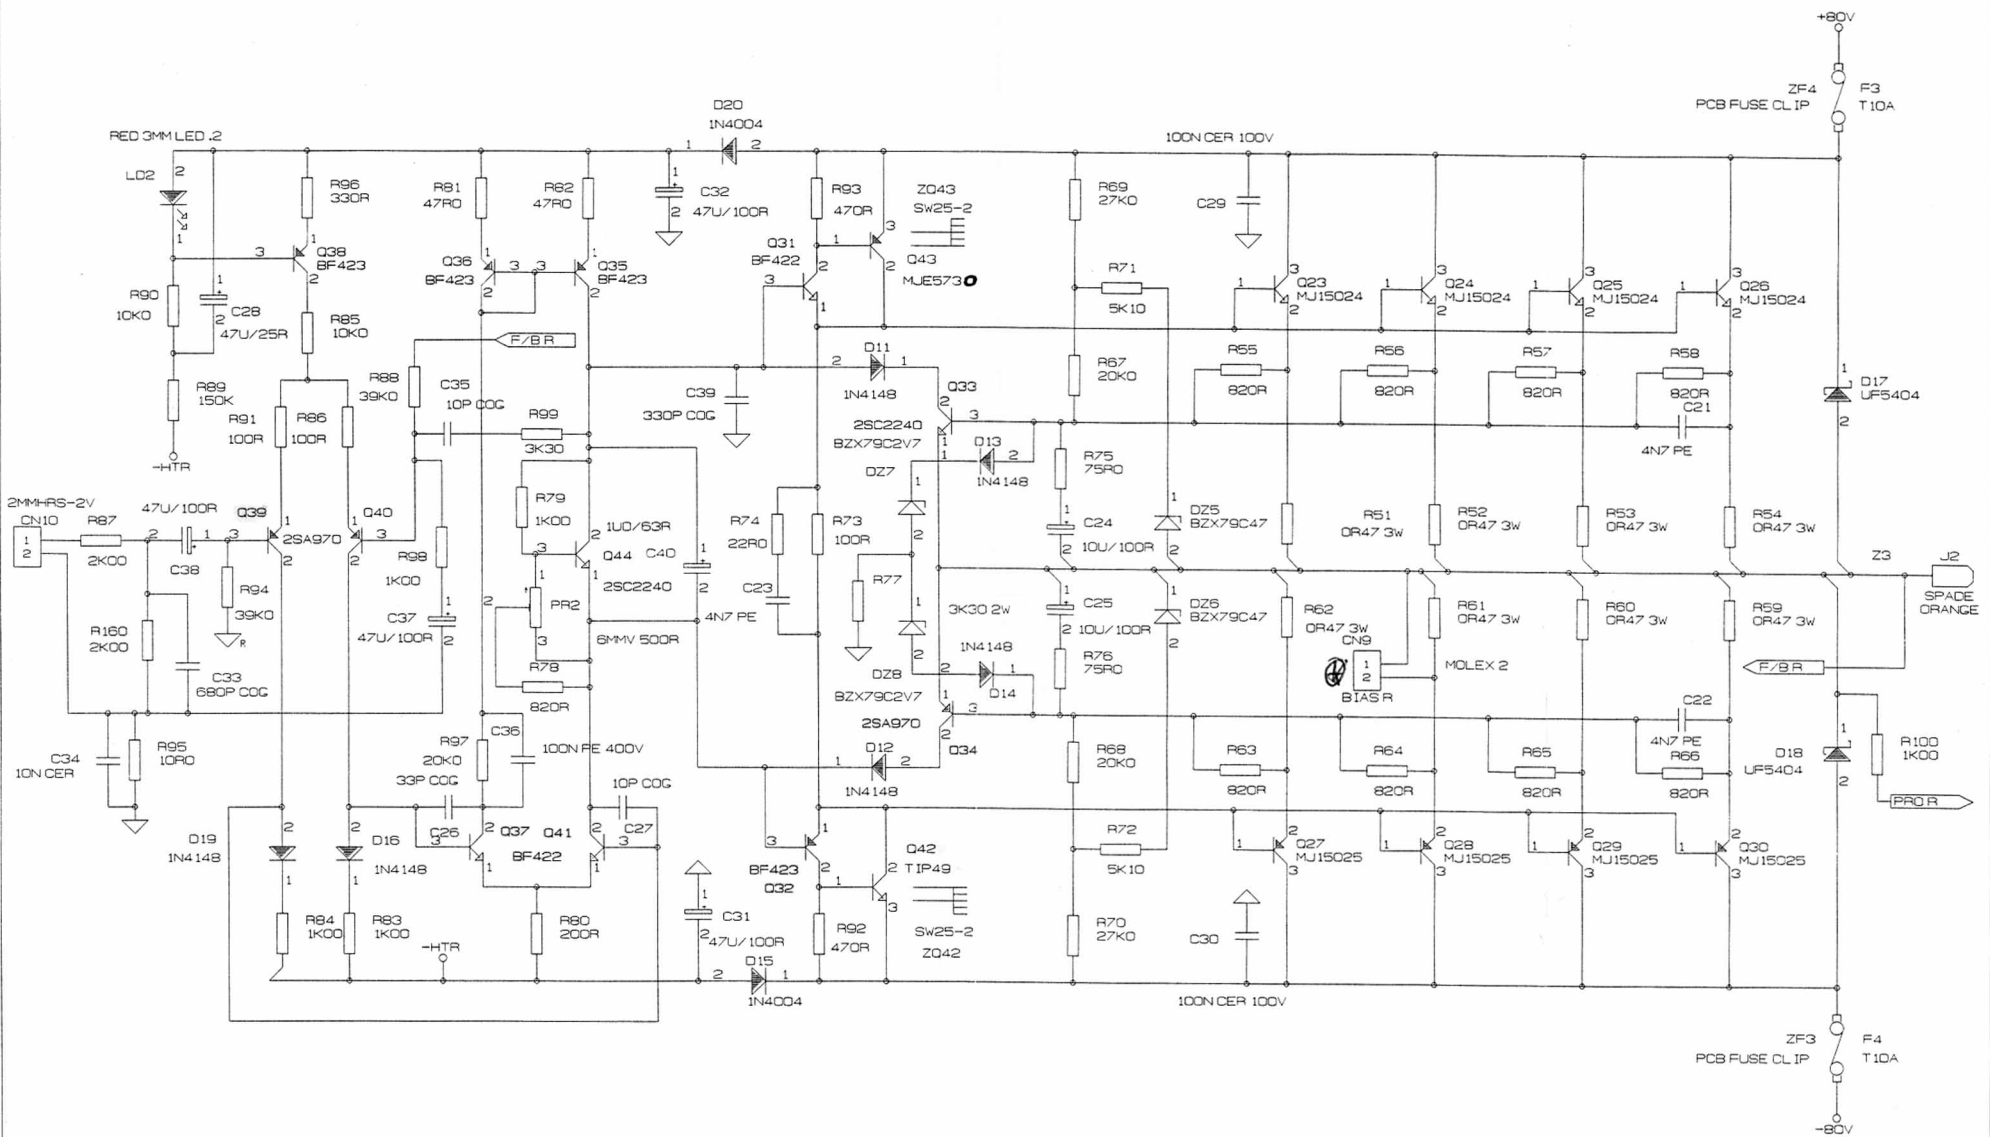 +80V
ZF4 F3
PCB FUSE CLIP T10A
D20
1N4004
RED 3MM LED .2
100N CER 100V
LD2
R96
330R
R81
47R0
R82
47R0
C32
47U/100R
R93
470R
ZQ43
SW25-2
R69
27K0
C29
Q38
BF423
Q36
BF423
Q35
BF423
Q31
BF422
Q43
MJE5730
R71
5K10
Q23
MJ15024
Q24
MJ15024
Q25
MJ15024
Q26
MJ15024
R90
10K0
C28
47U/25R
R85
10K0
F/B R
R89
150K
R91
100R
R86
100R
R88
39K0
C35
10P COG
R99
3K30
C39
330P COG
D11
1N4148
Q33
2SC2240
R67
20K0
R55
820R
R56
820R
R57
820R
R58
820R
C21
4N7 PE
D17
UF5404
-HTR
BZX79C2V7
DZ7
D13
1N4148
R75
75R0
2MMHRS-2V
CN10
1
2
R87
2K00
47U/100R
C38
Q39
2SA970
Q40
R79
1K00
1U0/63R
Q44
2SC2240
C40
4N7 PE
R74
22R0
R73
100R
C23
C24
10U/100R
DZ5
BZX79C47
R51
0R47 3W
R52
0R47 3W
R53
0R47 3W
R54
0R47 3W
Z3
J2
SPADE
ORANGE
R94
39K0
R
R98
1K00
C37
47U/100R
PR2
6MMV 500R
R77
3K30 2W
C25
10U/100R
DZ6
BZX79C47
R62
0R47 3W
R61
0R47 3W
R60
0R47 3W
R59
0R47 3W
R160
2K00
C33
680P COG
R78
820R
DZ8
BZX79C2V7
1N4148
D14
R76
75R0
CN9
1
2
BIAS R
MOLEX 2
F/B R
2SA970
Q34
C34
10N CER
R95
10R0
R97
20K0
C36
100N PE 400V
33P COG
C26
10P COG
C27
D12
1N4148
R68
20K0
R63
820R
R64
820R
R65
820R
C22
4N7 PE
R66
820R
D18
UF5404
R100
1K00
PRO R
D19
1N4148
D16
1N4148
Q37
Q41
BF422
BF423
Q32
Q42
TIP49
R72
5K10
Q27
MJ15025
Q28
MJ15025
Q29
MJ15025
Q30
MJ15025
R84
1K00
R83
1K00
-HTR
R80
200R
C31
47U/100R
R92
470R
SW25-2
ZQ42
R70
27K0
C30
D15
1N4004
100N CER 100V
ZF3 F4
PCB FUSE CLIP T10A
-80V